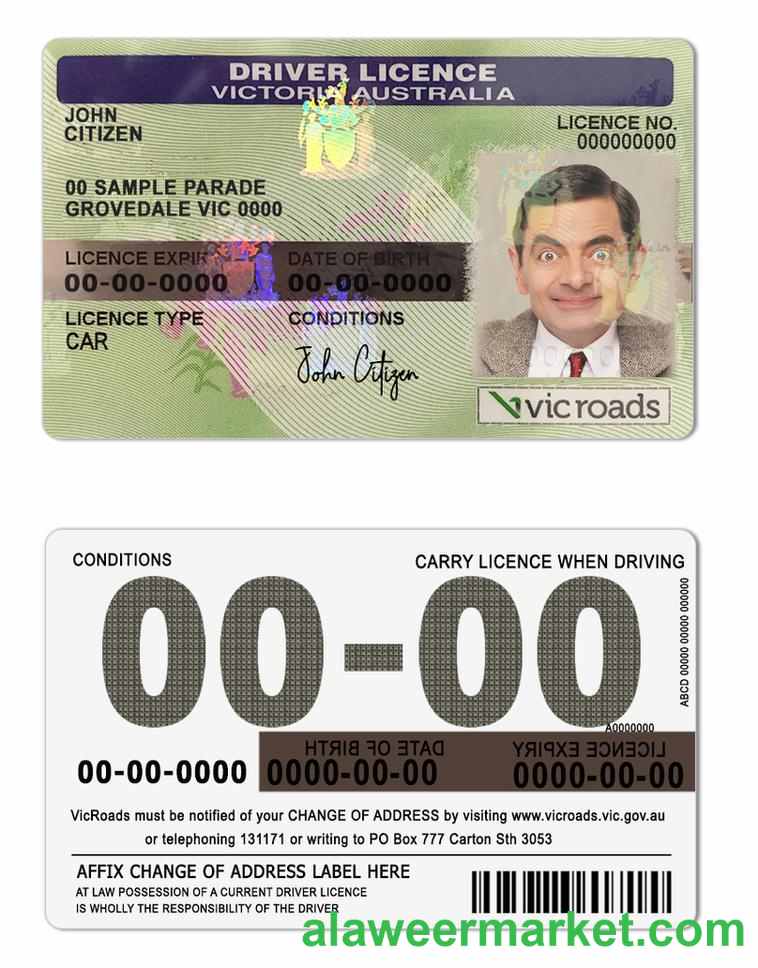 DRIVER LICENCE
VICTORIA AUSTRALIA
JOHN
CITIZEN
LICENCE NO.
000000000
00 SAMPLE PARADE
GROVEDALE VIC 0000
LICENCE EXPIR
DATE OF BIRTH
00-00-0000
00-00-0000
LICENCE TYPE
CONDITIONS
CAR
John Citizen
vic roads
CONDITIONS
CARRY LICENCE WHEN DRIVING
00-00
ABCD 00000 00000 000000
A0000000
DATE OF BIRTH
LICENCE EXPIRY
00-00-0000
0000-00-00
0000-00-00
VicRoads must be notified of your CHANGE OF ADDRESS by visiting www.vicroads.vic.gov.au
or telephoning 131171 or writing to PO Box 777 Carton Sth 3053
AFFIX CHANGE OF ADDRESS LABEL HERE
AT LAW POSSESSION OF A CURRENT DRIVER LICENCE
IS WHOLLY THE RESPONSIBILITY OF THE DRIVER
alaweermarket.com